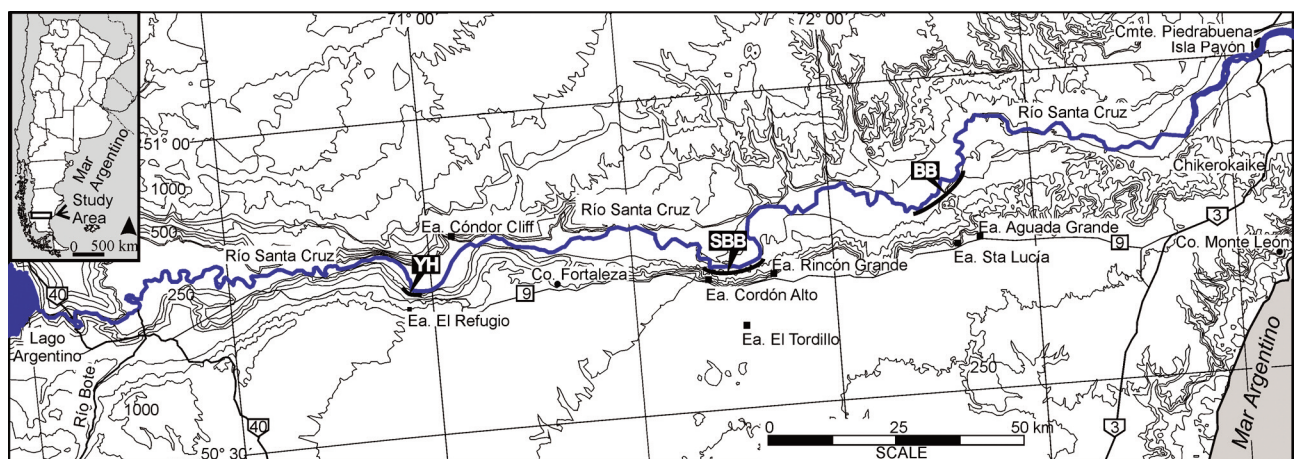 71° 00'
72° 00'
Cmte. Piedrabuena
Isla Pavón
Río Santa Cruz
51° 00'
Mar
Argentino
Study
Area
0 500 km
1000
500
Chikerokaike
BB
Río Santa Cruz
Ea. Cóndor Cliff
SBB
Ea. Aguada Grande
3
9
Río Santa Cruz
YH
Co. Monte León
Ea. Sta Lucía
Ea. Rincón Grande
Co. Fortaleza
Ea. Cordón Alto
40
250
9
Ea. El Refugio
Lago
Argentino
Ea. El Tordillo
Río Bote
250
Mar Argentino
1000
40
3
50° 30'
0 25 50 km
SCALE